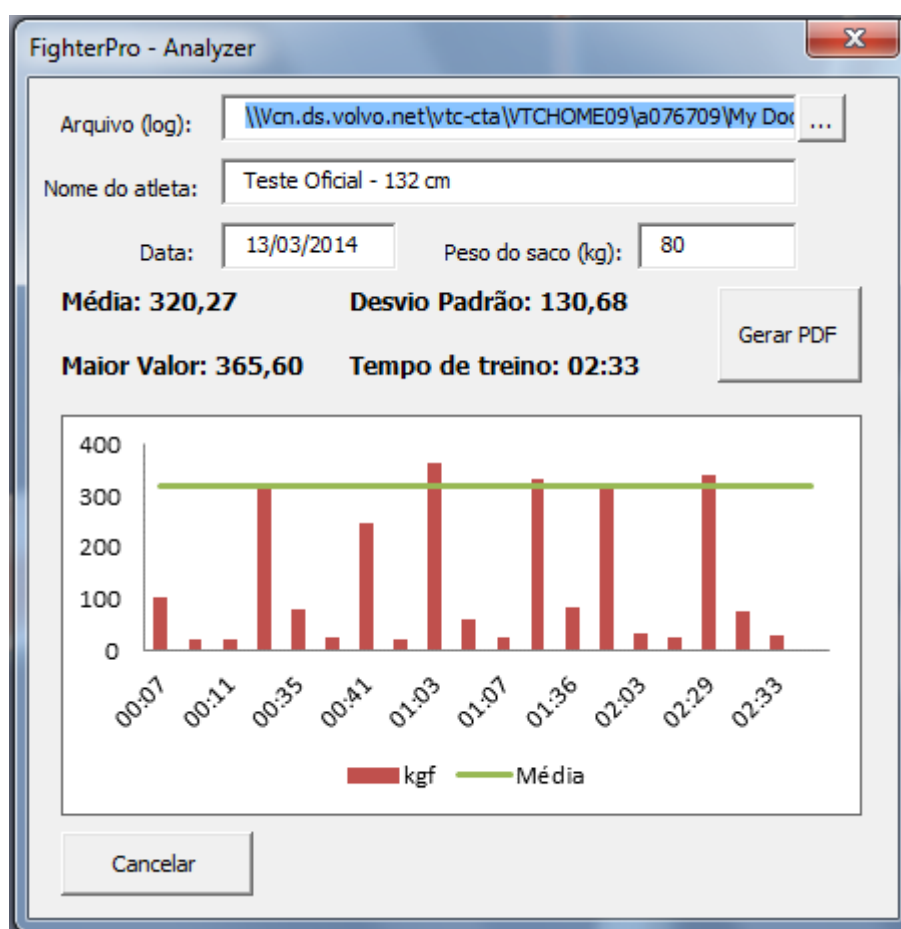 FighterPro - Analyzer
X
Arquivo (log): \\Vcn.ds.volvo.net\vtc-cta\VTCHOME09\a076709\My Doc ...
Nome do atleta: Teste Oficial - 132 cm
Data: 13/03/2014 Peso do saco (kg): 80
Média: 320,27 Desvio Padrão: 130,68
Gerar PDF
Maior Valor: 365,60 Tempo de treino: 02:33
400
300
200
100
0
00:07 00:11 00:35 00:41 01:03 01:07 01:36 02:03 02:29 02:33
kgf Média
Cancelar